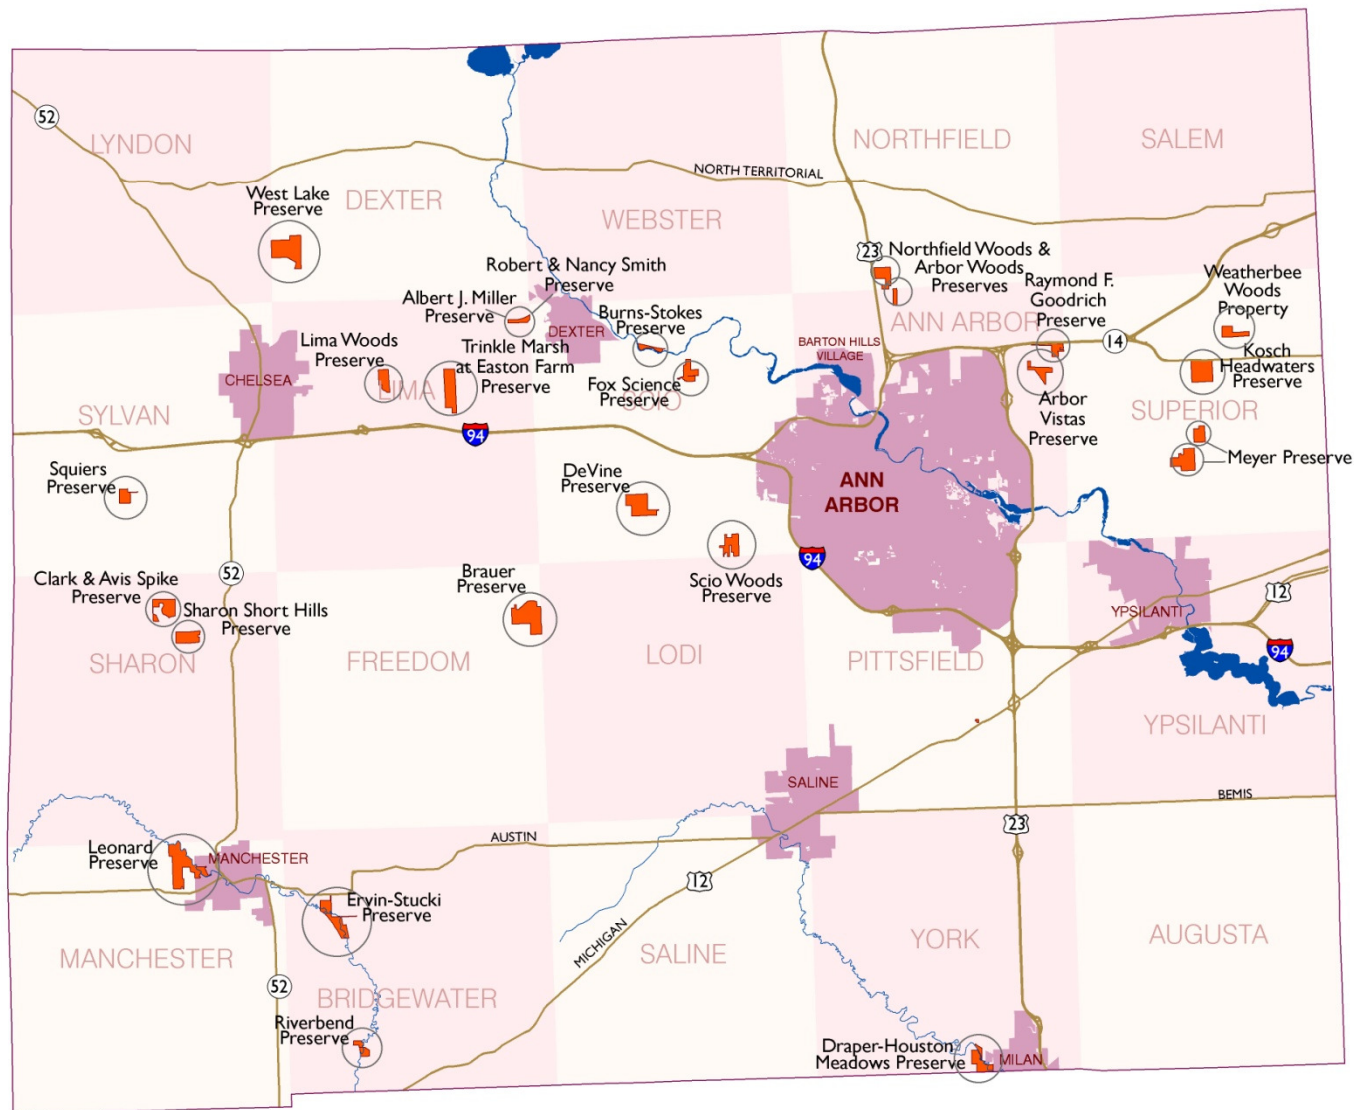 52
LYNDON
NORTHFIELD
SALEM
NORTH TERRITORIAL
West Lake
Preserve
DEXTER
WEBSTER
23
Northfield Woods &
Arbor Woods
Preserves
Robert & Nancy Smith
Preserve
Albert J. Miller
Preserve
Raymond F.
Goodrich
Preserve
Weatherbee
Woods
Property
Burns-Stokes
Preserve
DEXTER
ANN ARBOR
14
Lima Woods
Preserve
Trinkle Marsh
at Easton Farm
Preserve
BARTON HILLS
VILLAGE
Kosch
Headwaters
Preserve
CHELSEA
LIMA
Fox Science
Preserve
SCIO
Arbor
Vistas
Preserve
SYLVAN
SUPERIOR
94
Meyer Preserve
Squiers
Preserve
DeVine
Preserve
ANN
ARBOR
94
Scio Woods
Preserve
52
Clark & Avis Spike
Preserve
Brauer
Preserve
12
Sharon Short Hills
Preserve
YPSILANTI
SHARON
FREEDOM
LODI
PITTSFIELD
94
YPSILANTI
SALINE
BEMIS
23
AUSTIN
Leonard
Preserve
MANCHESTER
12
Ervin-Stucki
Preserve
MICHIGAN
MANCHESTER
SALINE
YORK
AUGUSTA
52
BRIDGEWATER
Riverbend
Preserve
Draper-Houston
Meadows Preserve
MILAN